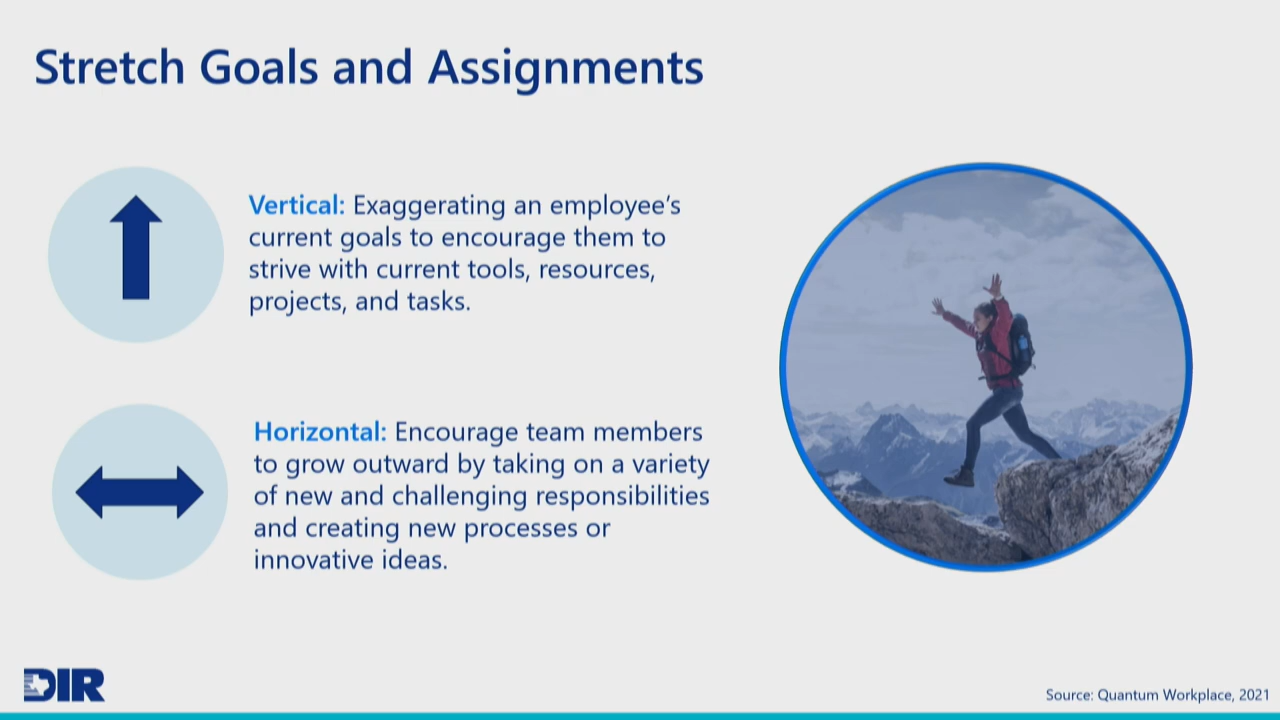 Stretch Goals and Assignments
Vertical: Exaggerating an employee’s
current goals to encourage them to
strive with current tools, resources,
projects, and tasks.
Horizontal: Encourage team members
to grow outward by taking on a variety
of new and challenging responsibilities
and creating new processes or
innovative ideas.
DIR
Source: Quantum Workplace, 2021